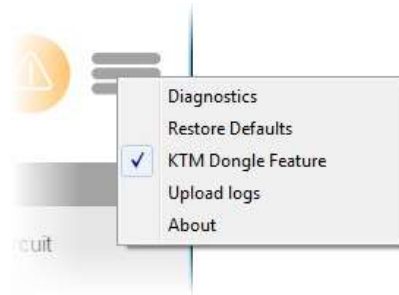 Diagnostics
Restore Defaults
KTM Dongle Feature
Upload logs
About
cuit